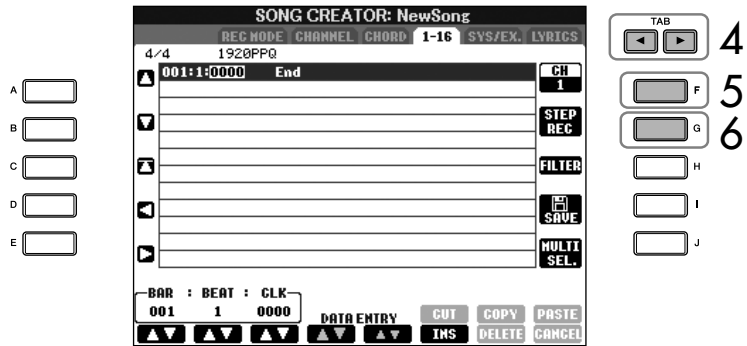 SONG CREATOR: NewSong
REC MODE CHANNEL CHORD 1-16 SYS/EX. LYRICS
4/4 1920PPQ
001:1:0000 End
CH
1
STEP
REC
FILTER
SAVE
MULTI
SEL.
BAR : BEAT : CLK
001 1 0000
DATA ENTRY
CUT COPY PASTE
INS DELETE CANCEL
A
B
C
D
E
TAB
4
F
5
G
6
H
I
J